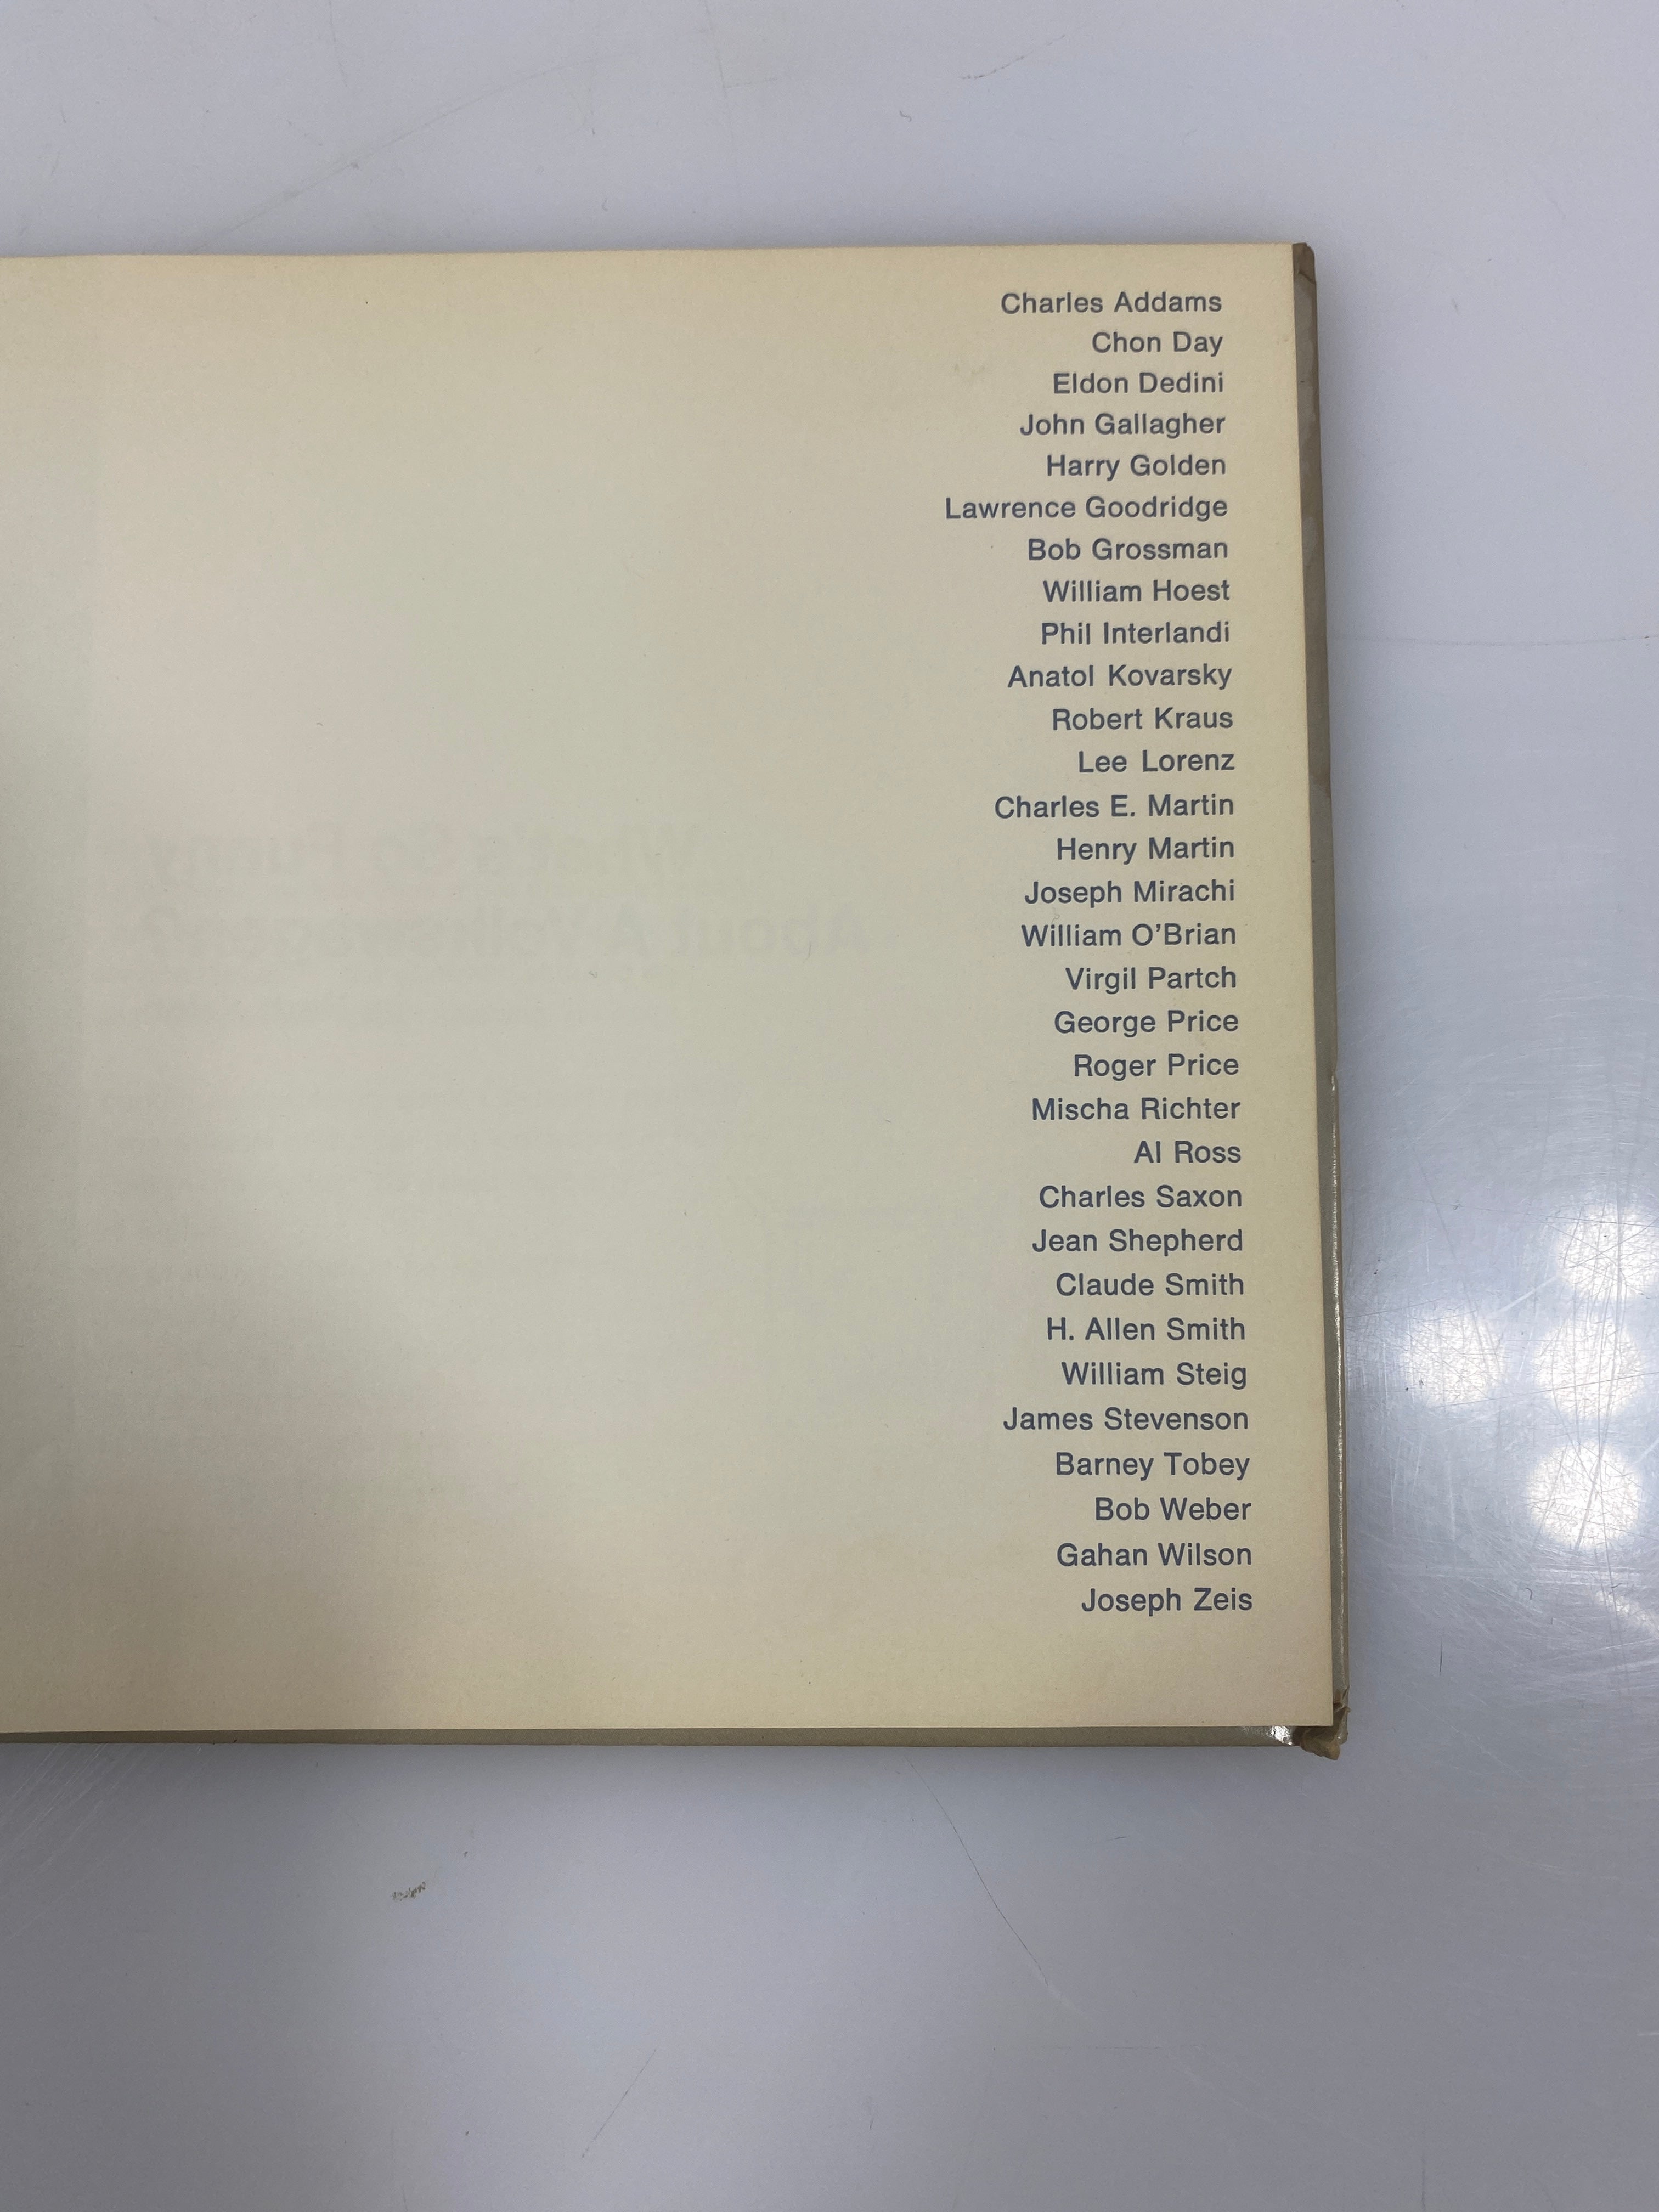 Charles Addams
Chon Day
Eldon Dedini
John Gallagher
Harry Golden
Lawrence Goodridge
Bob Grossman
William Hoest
Phil Interlandi
Anatol Kovarsky
Robert Kraus
Lee Lorenz
Charles E. Martin
Henry Martin
Joseph Mirachi
William O'Brian
Virgil Partch
George Price
Roger Price
Mischa Richter
Al Ross
Charles Saxon
Jean Shepherd
Claude Smith
H. Allen Smith
William Steig
James Stevenson
Barney Tobey
Bob Weber
Gahan Wilson
Joseph Zeis